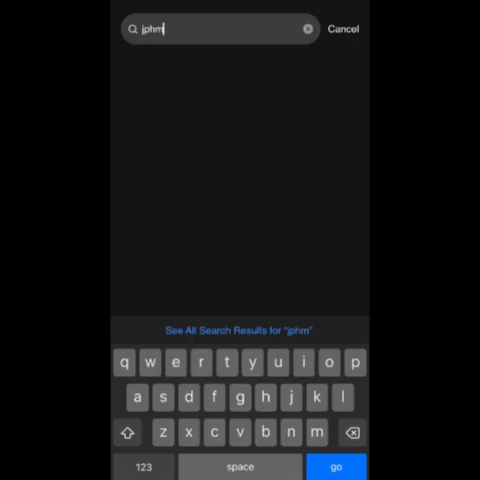 jphm Cancel
See All Search Results for "jphm"
q w e r t y u i o p
a s d f g h j k l
z x c v b n m
123 space go